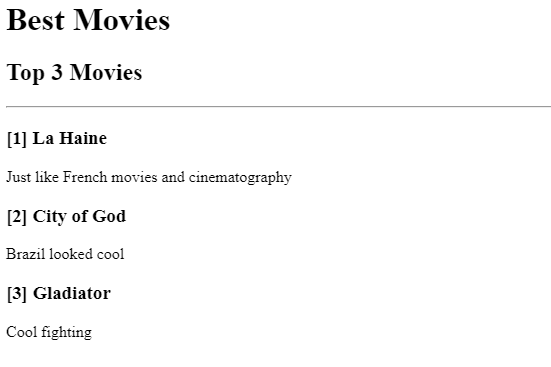 Best Movies
Top 3 Movies
[1] La Haine
Just like French movies and cinematography
[2] City of God
Brazil looked cool
[3] Gladiator
Cool fighting